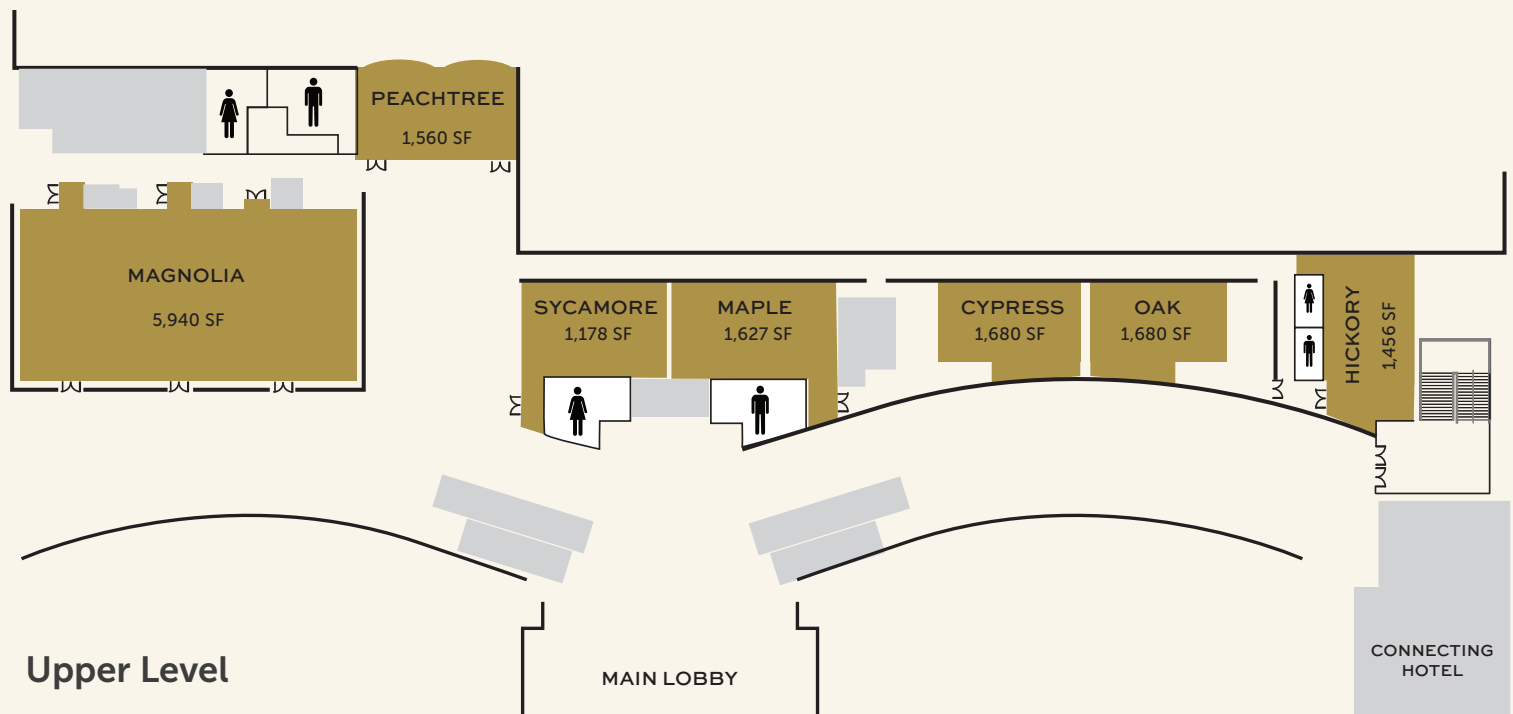 PEACHTREE
1,560 SF
MAGNOLIA
5,940 SF
SYCAMORE
1,178 SF
MAPLE
1,627 SF
CYPRESS
1,680 SF
OAK
1,680 SF
HICKORY
1,456 SF
Upper Level
MAIN LOBBY
CONNECTING
HOTEL